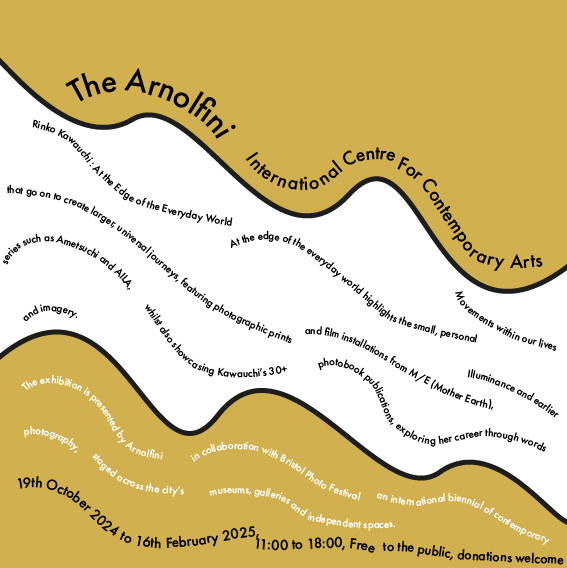 The Arnolfini
International Centre For Contemporary Arts
Rinko Kawauchi: At the Edge of the Everyday World
At the edge of the everyday world highlights the small, personal
Movements within our lives
that go on to create larger, universal journeys, featuring photographic prints
and film installations from M/E (Mother Earth),
Illuminance and earlier
series such as Ametsuchi and AILA,
whilst also showcasing Kawauchi's 30+
photobook publications, exploring her career through words
and imagery.
The exhibition is presented by Arnolfini
in collaboration with Bristol Photo Festival
an international biennial of contemporary
photography,
staged across the city's
museums, galleries and independent spaces.
19th October 2024 to 16th February 2025,
11:00 to 18:00, Free to the public, donations welcome